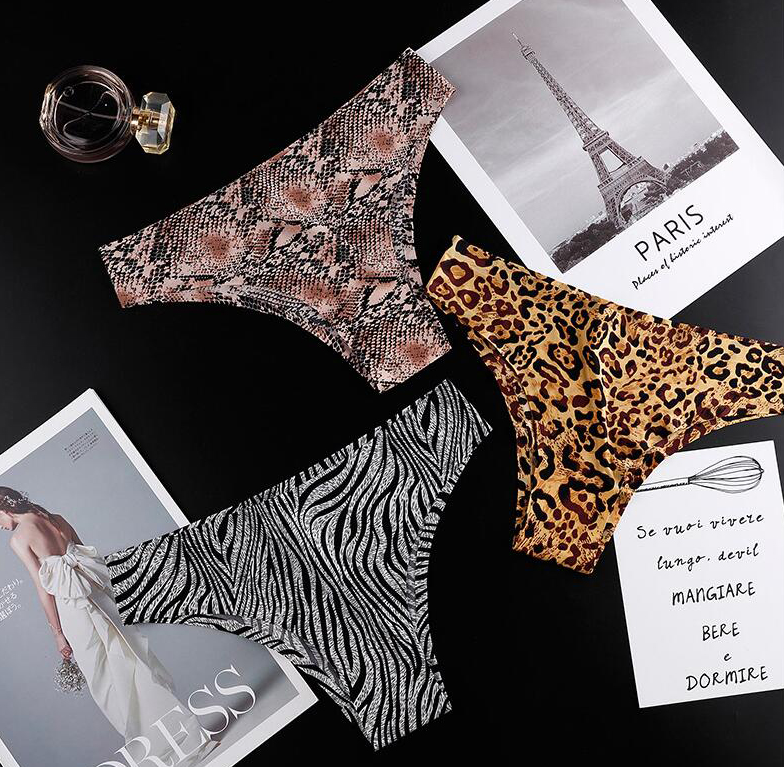 PARIS
Places of historic interest
Se vuoi vivere
lungo. devil
MANGIARE
BERE
e
DORMIRE
DRESS